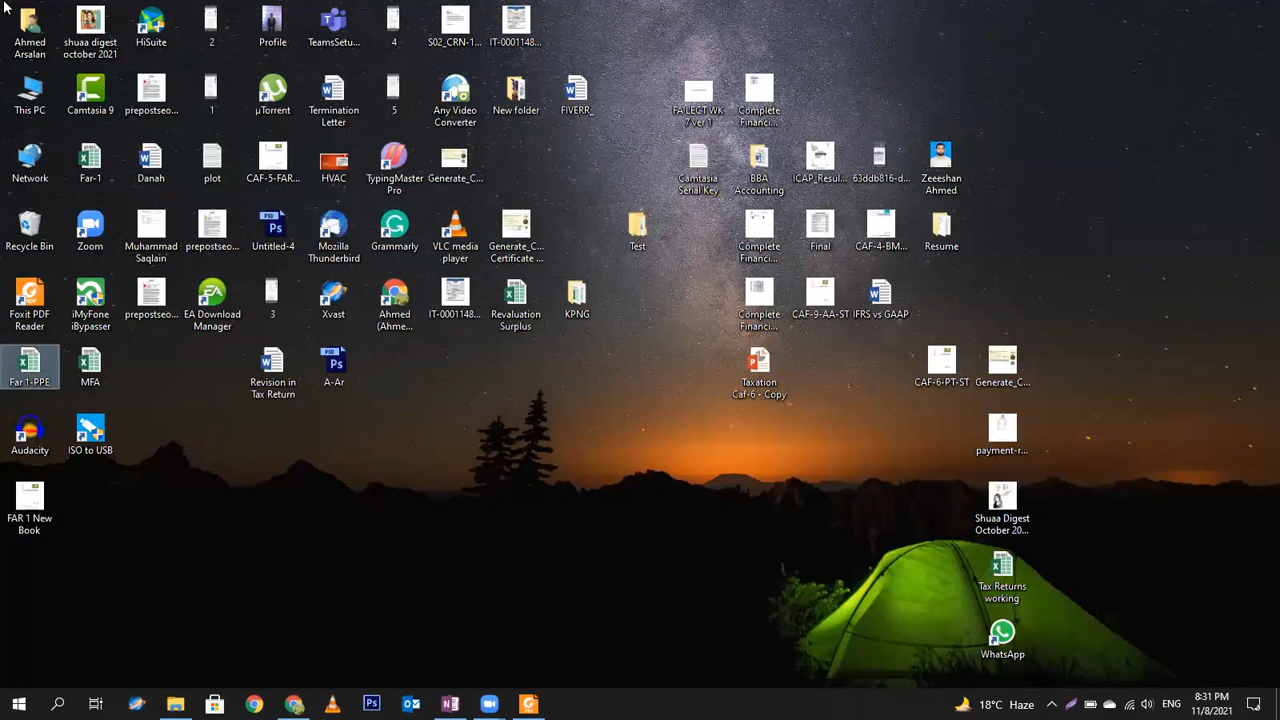 Ahmed
Arsalan
shuaa digest
october 2021
HiSuite
2
Profile
TeamsSetu...
4
S02_CRN-1...
IT-0001148...
This PC
Camtasia 9
prepostseo...
1
µTorrent
Termination
Letter
5
Any Video
Converter
New folder
FIVERR_
FA LECT WK
7 ver 1
Complete
Financi...
Network
Far-1
Danah
plot
CAF-5-FAR...
HVAC
TypingMaster
Pro
Generate_C...
Camtasia
Serial Key
BBA
Accounting
ICAP_Resul...
63ddb816-d...
Zeeeshan
Ahmed
Recycle Bin
Zoom
Muhammad
Saqlain
prepostseo...
Untitled-4
Mozilla
Thunderbird
Grammarly
VLC media
player
Generate_C...
Certificate ...
Test
Complete
Financi...
Final
CAF-4-BM...
Resume
Foxit PDF
Reader
iMyFone
iBypasser
prepostseo...
EA Download
Manager
3
Xvast
Ahmed
(Ahme...
IT-0001148...
Revaluation
Surplus
KPNG
Complete
Financi...
CAF-9-AA-ST
IFRS vs GAAP
Far 1-PPE
MFA
Revision in
Tax Return
A-Ar
Taxation
Caf-6 - Copy
CAF-6-PT-ST
Generate_C...
Audacity
ISO to USB
payment-r...
FAR 1 New
Book
Shuaa Digest
October 20...
Tax Returns
working
WhatsApp
18°C Haze
ENG
8:31 PM
11/8/2021